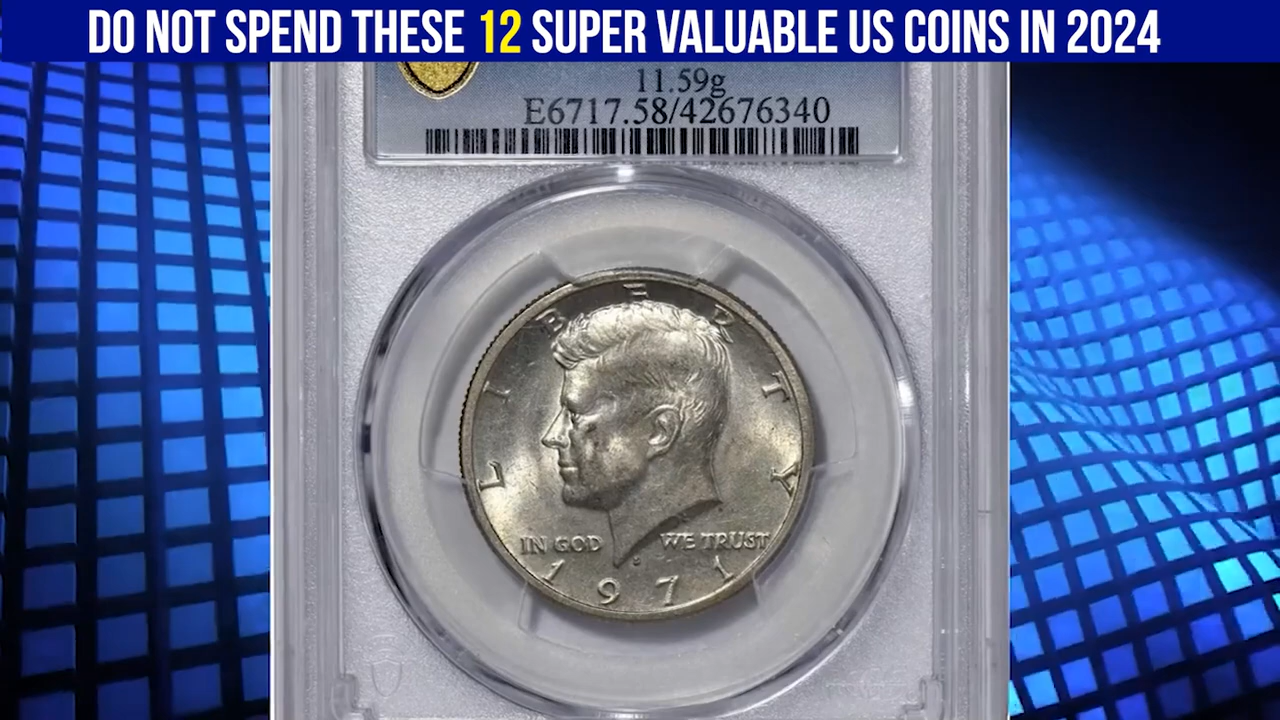 DO NOT SPEND THESE 12 SUPER VALUABLE US COINS IN 2024
11.59g
E6717.58/42676340
LIBERTY
IN GOD WE TRUST
1971